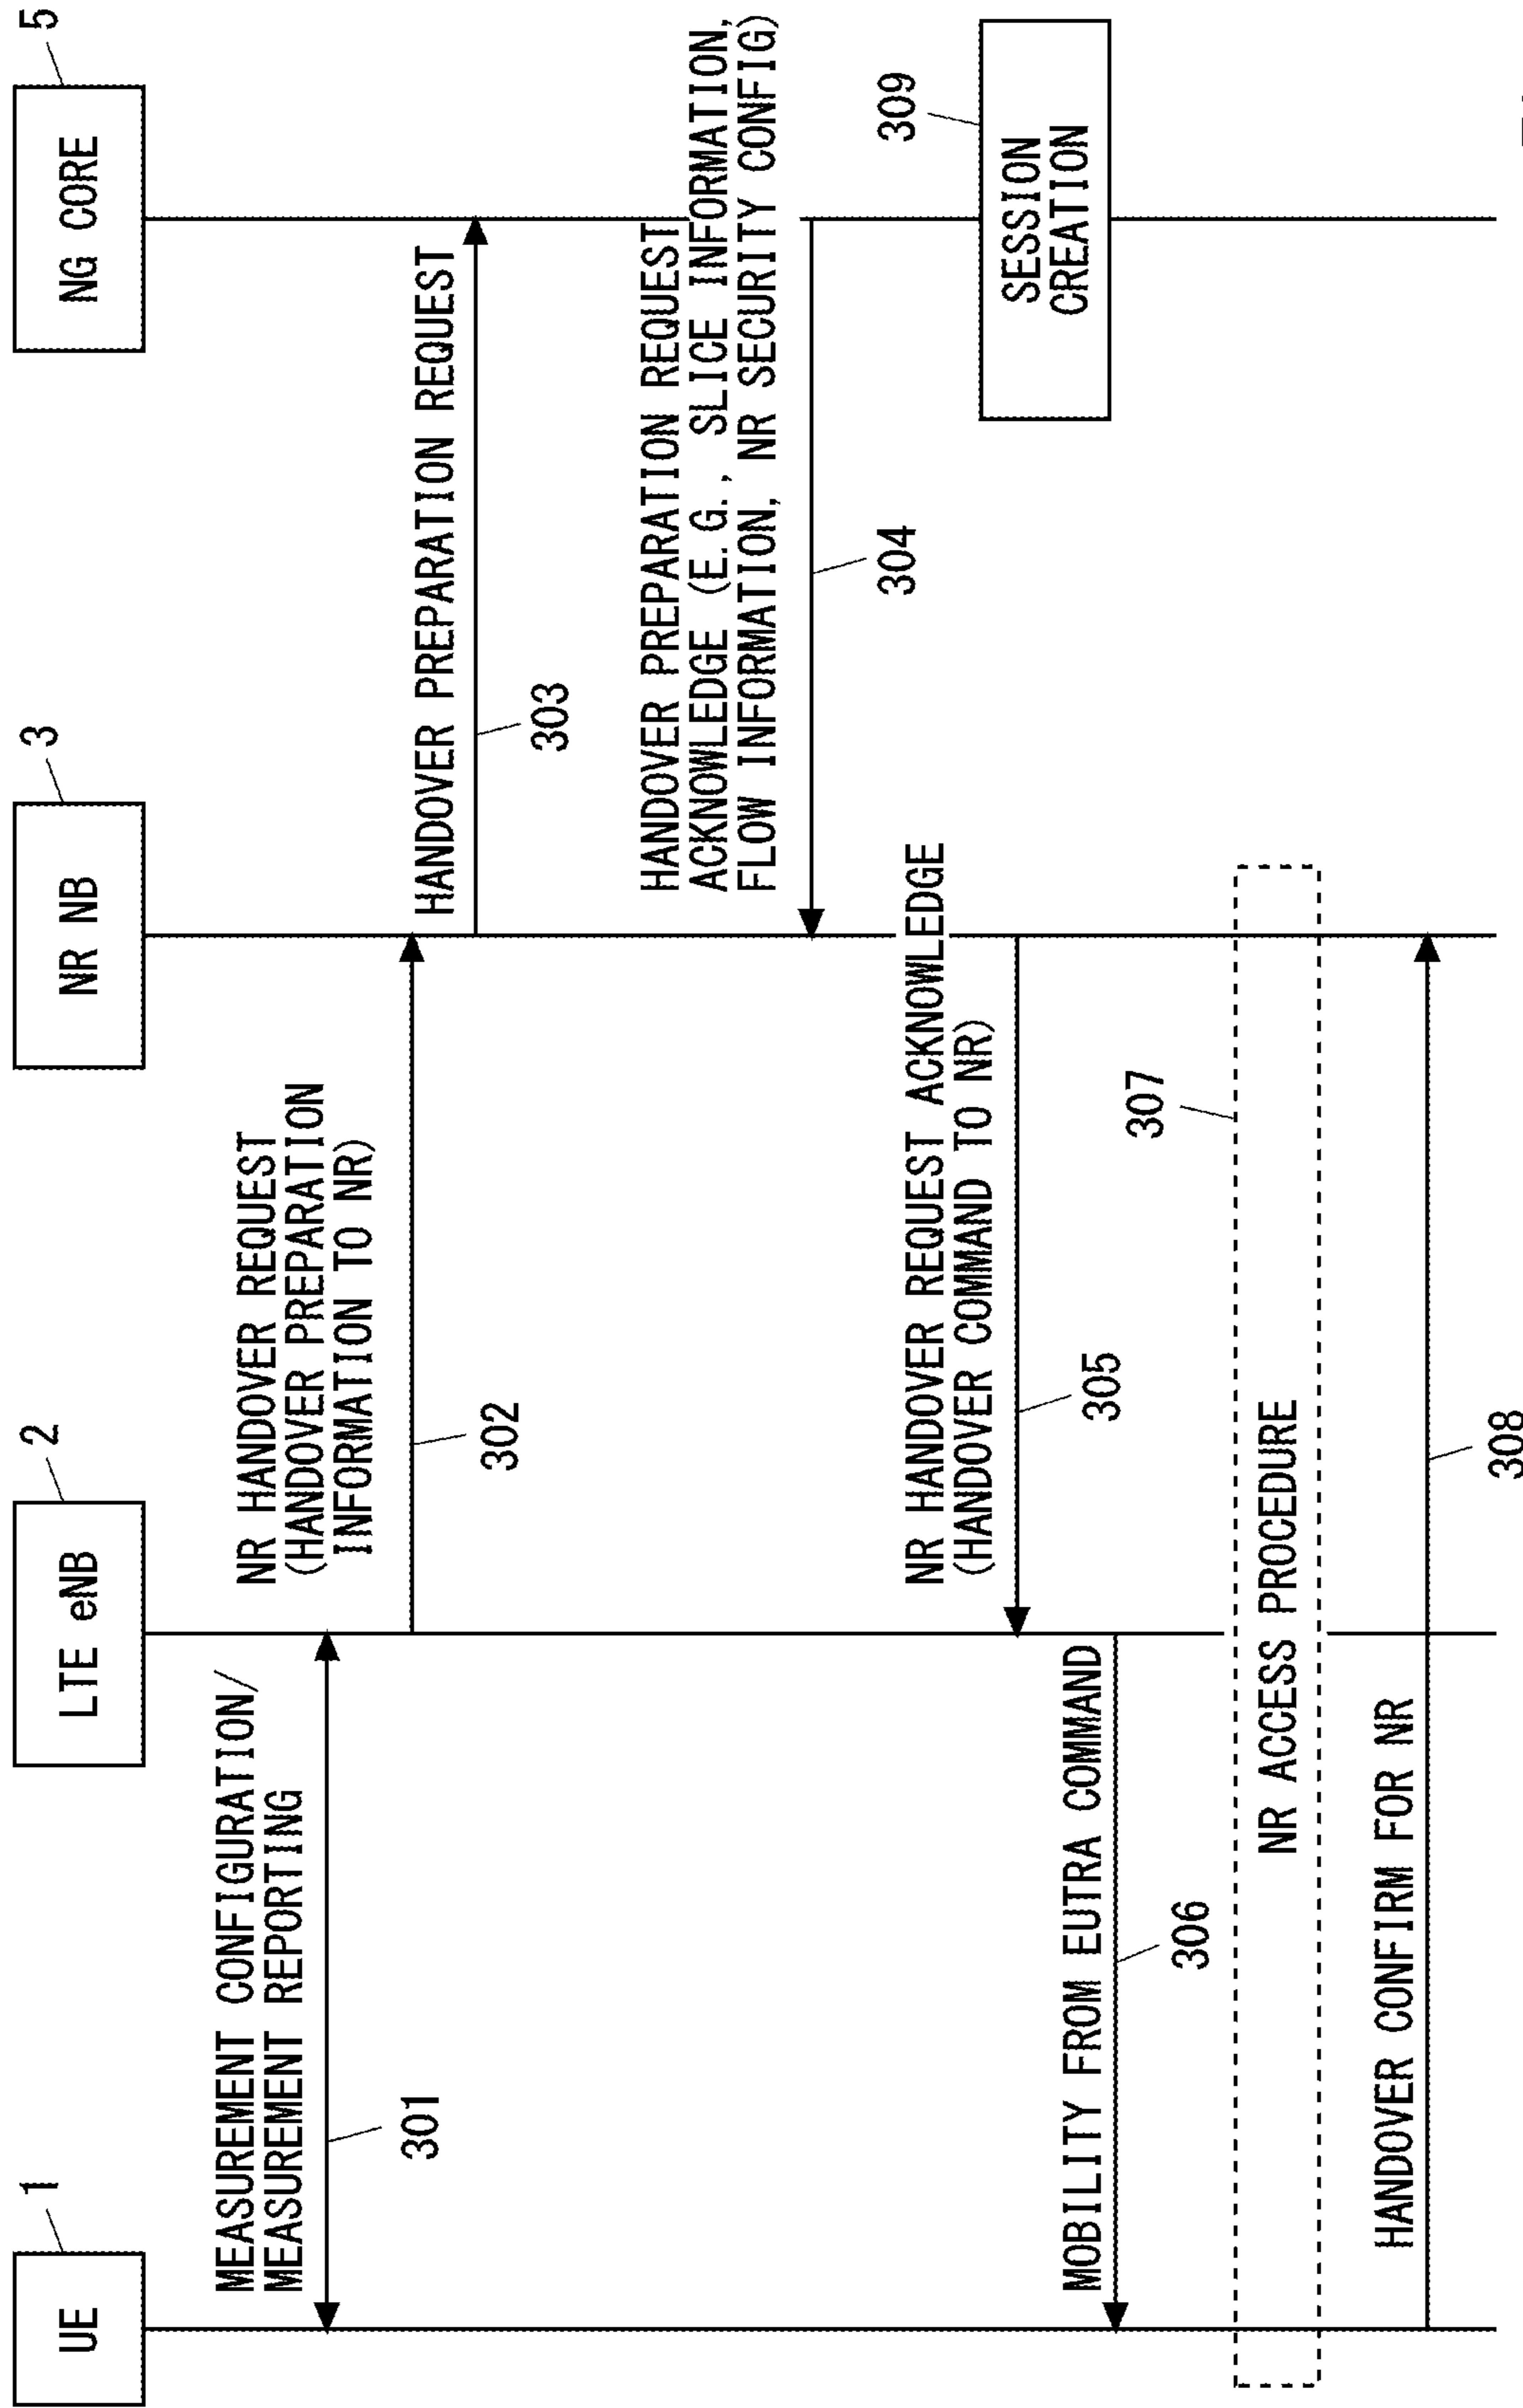 UE
1
LTE eNB
2
NR NB
3
NG CORE
5
MEASUREMENT CONFIGURATION/
MEASUREMENT REPORTING
301
NR HANDOVER REQUEST
(HANDOVER PREPARATION
INFORMATION TO NR)
302
HANDOVER PREPARATION REQUEST
303
HANDOVER PREPARATION REQUEST
ACKNOWLEDGE (E.G., SLICE INFORMATION,
FLOW INFORMATION, NR SECURITY CONFIG)
304
NR HANDOVER REQUEST ACKNOWLEDGE
(HANDOVER COMMAND TO NR)
305
SESSION
CREATION
309
MOBILITY FROM EUTRA COMMAND
306
NR ACCESS PROCEDURE
307
HANDOVER CONFIRM FOR NR
308